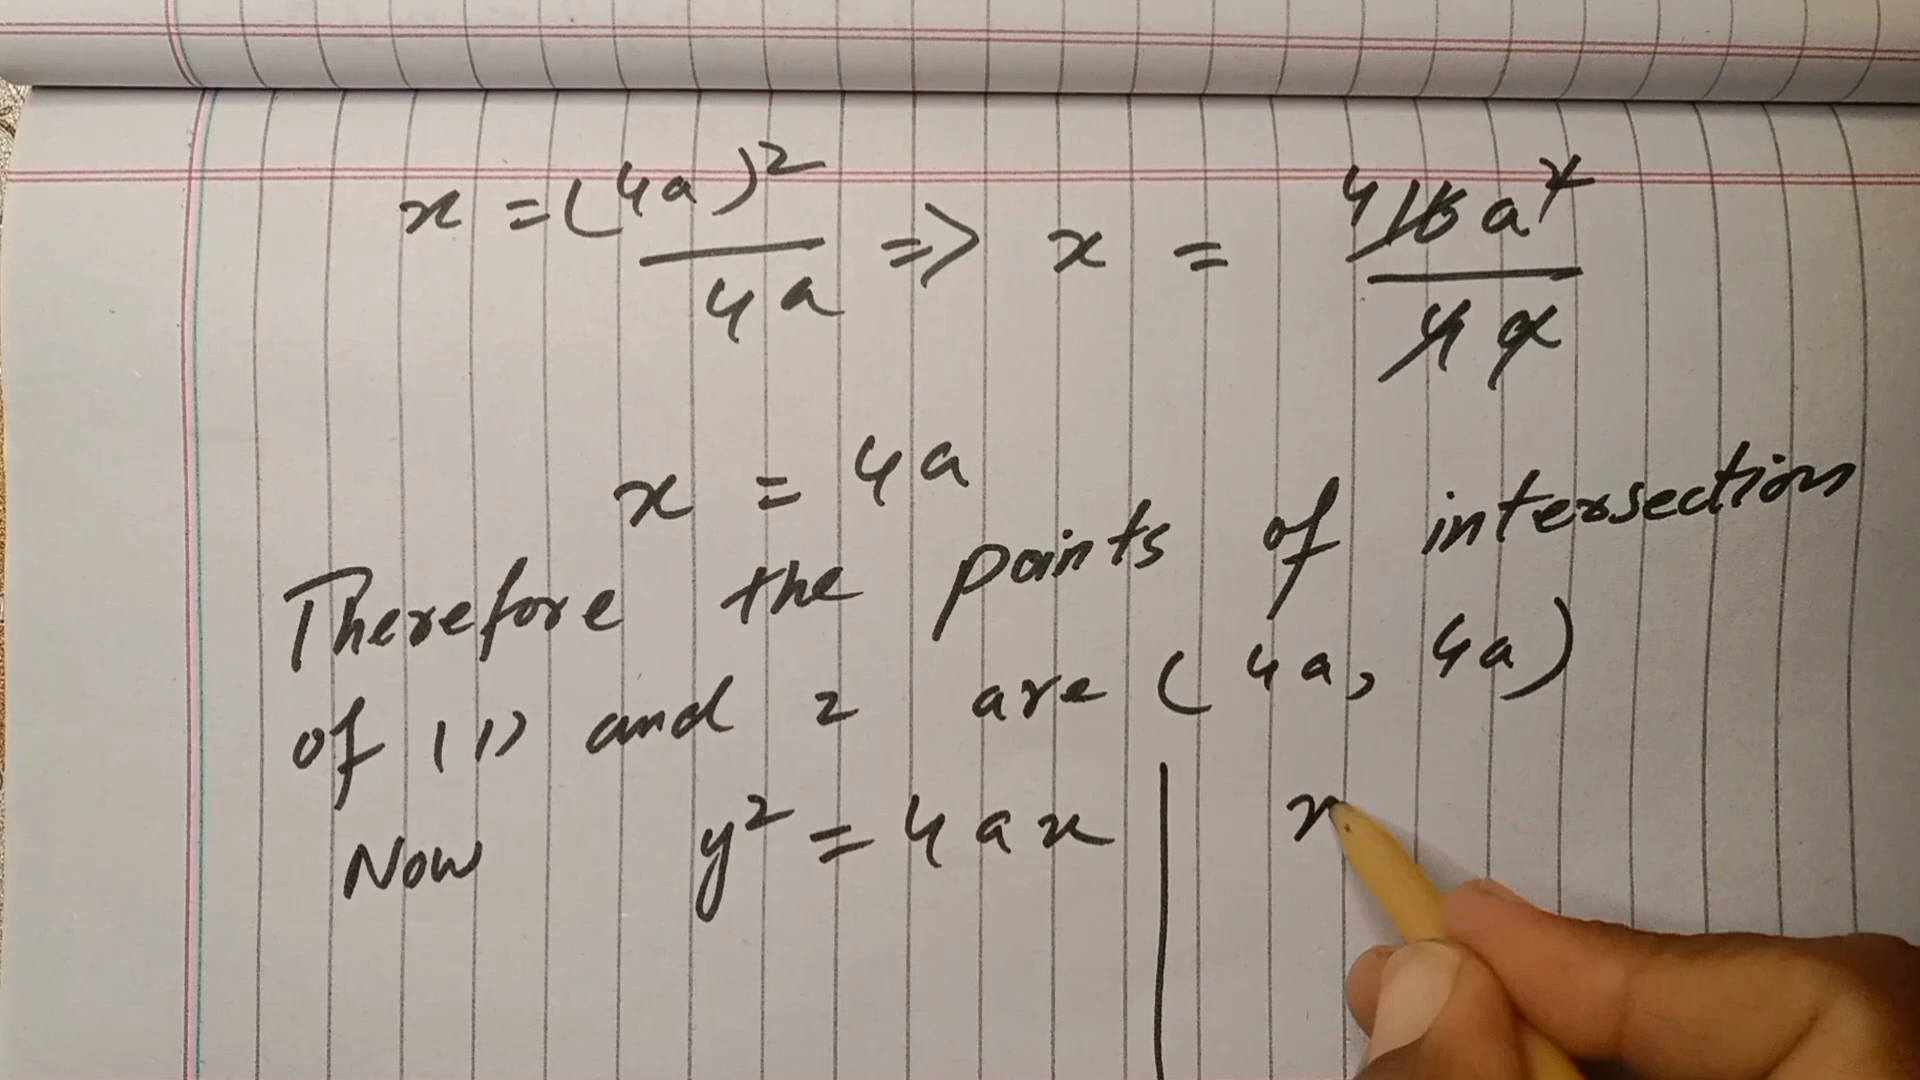 x = (4a)² / 4a => x = 4 16 a² / 4 a
x = 4a
Therefore the points of intersection
of (1) and 2 are (4a, 4a)
Now y² = 4ax | x